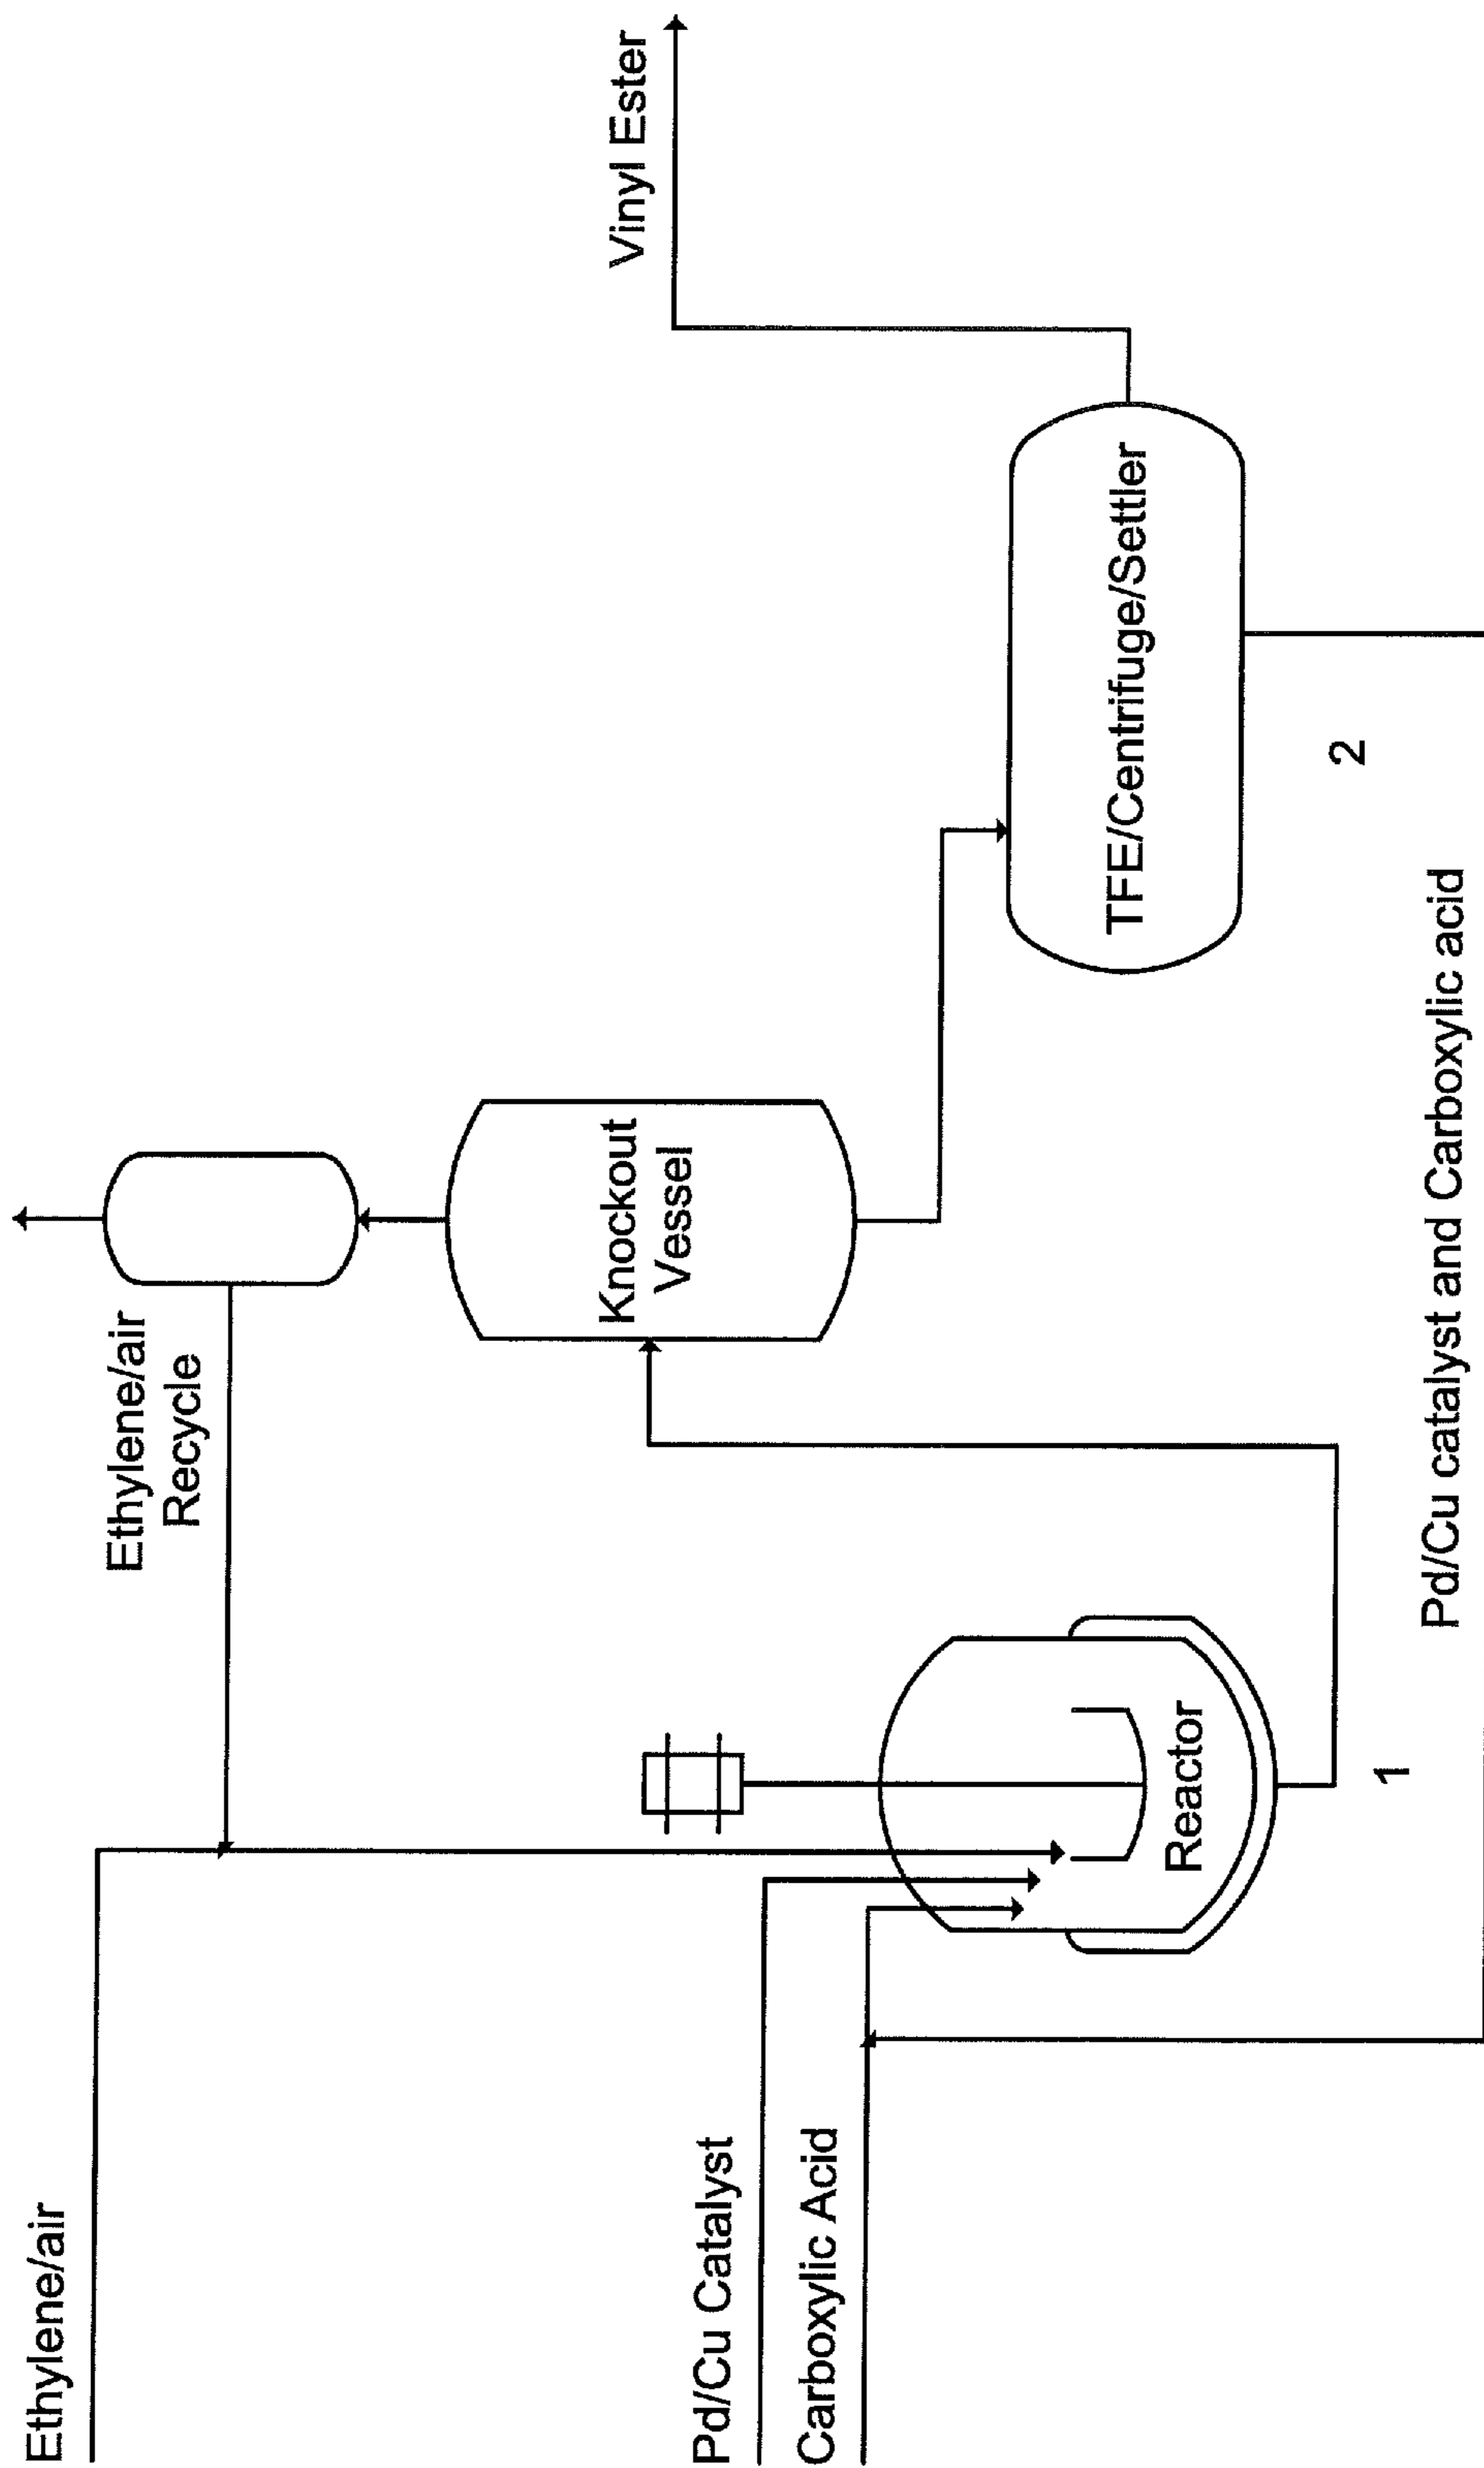 Ethylene/air
Ethylene/air
Recycle
Vinyl Ester
Knockout
Vessel
Pd/Cu Catalyst
Carboxylic Acid
Reactor
TFE/Centrifuge/Settler
1
2
Pd/Cu catalyst and Carboxylic acid